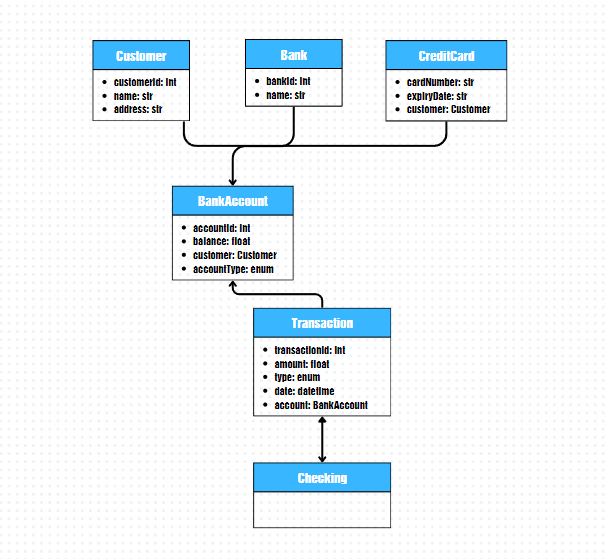 Customer
customerId: int
name: str
address: str
Bank
bankId: int
name: str
CreditCard
cardNumber: str
expiryDate: str
customer: Customer
BankAccount
accountId: int
balance: float
customer: Customer
accountType: enum
Transaction
transactionId: int
amount: float
type: enum
date: datetime
account: BankAccount
Checking